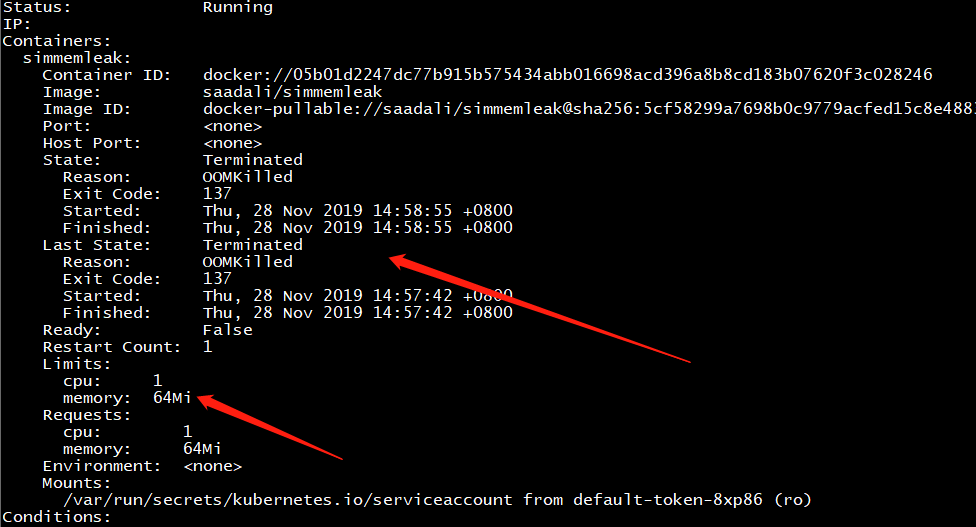 Status: Running
IP:
Containers:
simmemleak:
Container ID: docker://05b01d2247dc77b915b575434abb016698acd396a8b8cd183b07620f3c028246
Image: saadali/simmemleak
Image ID: docker-pullable://saadali/simmemleak@sha256:5cf58299a7698b0c9779acfed15c8e488
Port: <none>
Host Port: <none>
State: Terminated
Reason: OOMKilled
Exit Code: 137
Started: Thu, 28 Nov 2019 14:58:55 +0800
Finished: Thu, 28 Nov 2019 14:58:55 +0800
Last State: Terminated
Reason: OOMKilled
Exit Code: 137
Started: Thu, 28 Nov 2019 14:57:42 +0800
Finished: Thu, 28 Nov 2019 14:57:42 +0800
Ready: False
Restart Count: 1
Limits:
cpu: 1
memory: 64Mi
Requests:
cpu: 1
memory: 64Mi
Environment: <none>
Mounts:
/var/run/secrets/kubernetes.io/serviceaccount from default-token-8xp86 (ro)
Conditions: